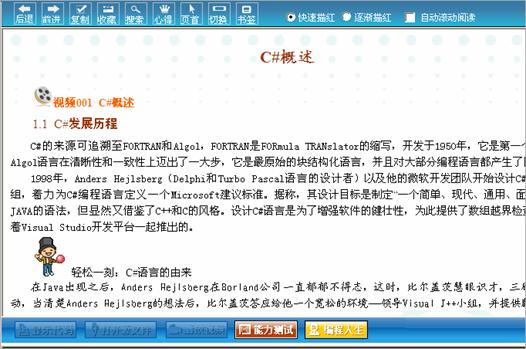 后退 前进 复制 收藏 搜索 心得 页首 切换 书签 快速描红 逐渐描红 自动滚动阅读
C#概述
视频001 C#概述
1.1 C#发展历程
C#的来源可追溯至FORTRAN和Algol，FORTRAN是FORmula TRANslator的缩写，开发于1950年，它是第一
Algol语言在清晰性和一致性上迈出了一大步，它是最原始的块结构化语言，并且对大部分编程语言都产生了
1998年，Anders Hejlsberg（Delphi和Turbo Pascal语言的设计者）以及他的微软开发团队开始设计C#
组，着力为C#编程语言定义一个Microsoft建议标准。据称，其设计目标是制定“一个简单、现代、通用、面
JAVA的语法，但显然又借鉴了C++和C的风格。设计C#语言是为了增强软件的健壮性，为此提供了数组越界检
着Visual Studio开发平台一起推出的。
轻松一刻：C#语言的由来
在Java出现之后，Anders Hejlsberg在Borland公司一直郁郁不得志，这时，比尔盖茨慧眼识才，三
动，当清楚Anders Hejlsberg的想法后，比尔盖茨答应给他一个宽松的环境—领导Visual J++小组，并提供
显示代码 打开源文件 能力测试 编程人生